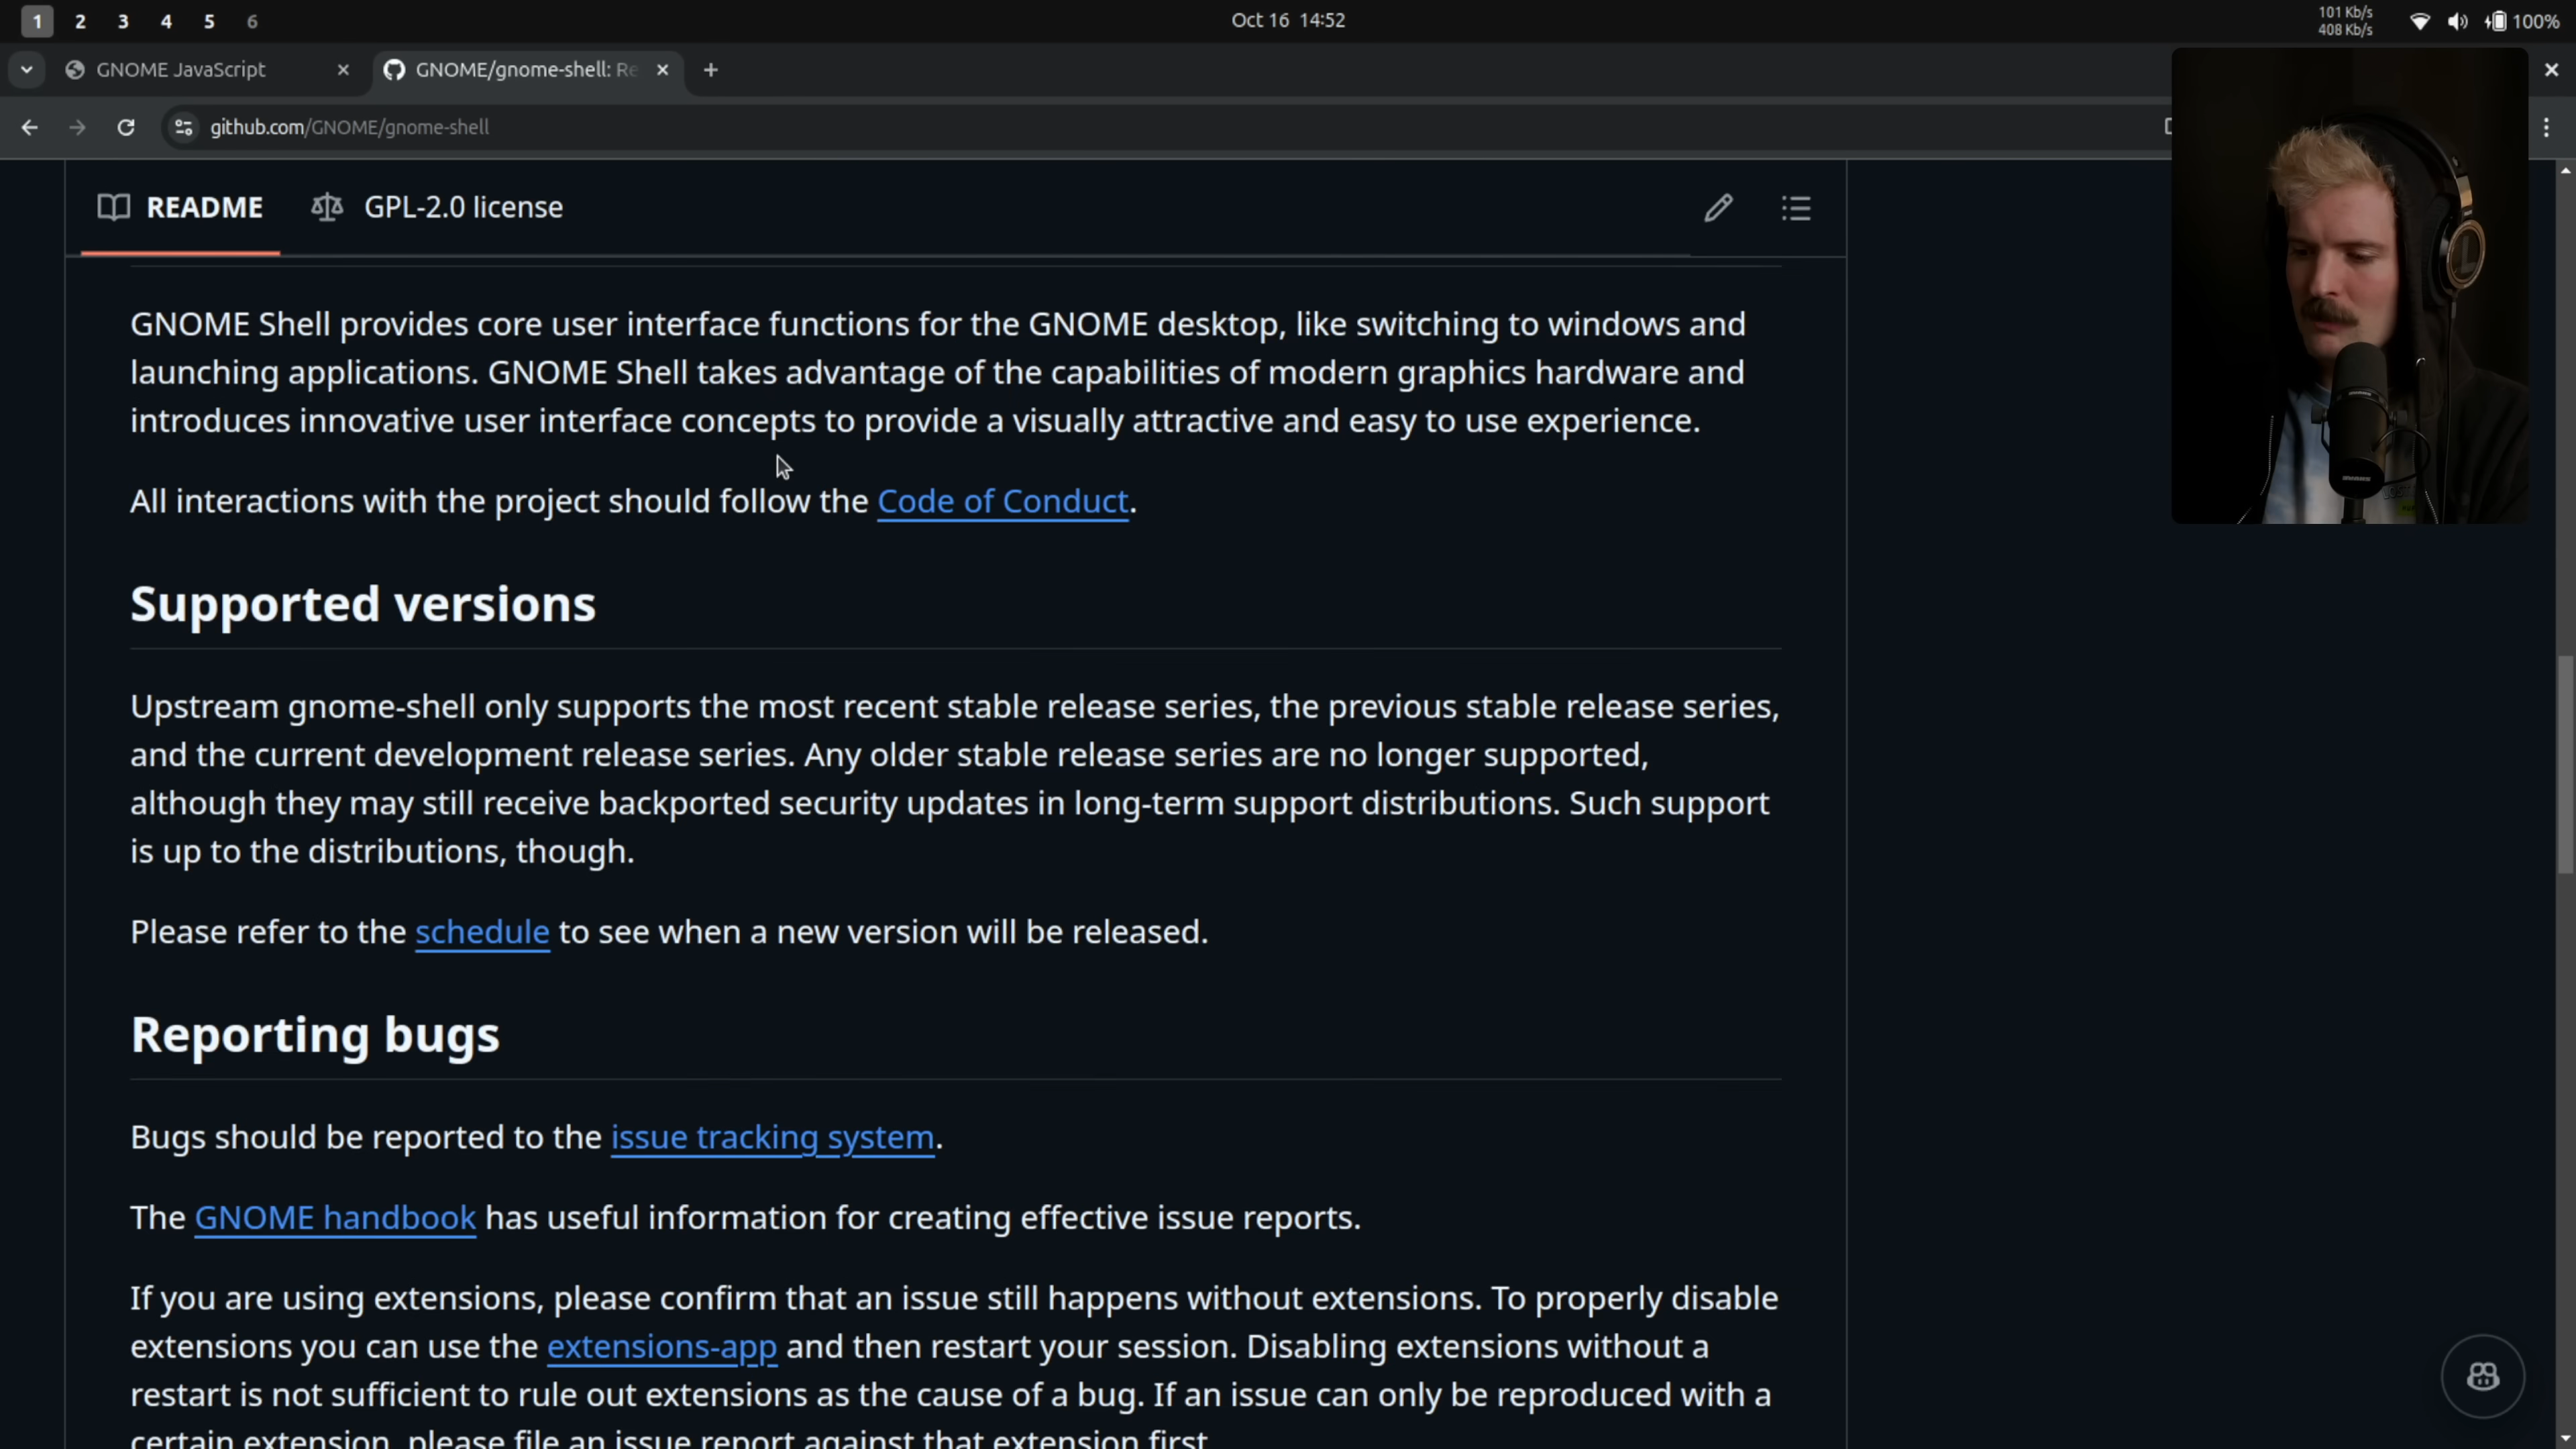 1 2 3 4 5 6
Oct 16 14:52
101 Kb/s
408 Kb/s
100%
GNOME JavaScript
GNOME/gnome-shell: Re
github.com/GNOME/gnome-shell
README
GPL-2.0 license
GNOME Shell provides core user interface functions for the GNOME desktop, like switching to windows and
launching applications. GNOME Shell takes advantage of the capabilities of modern graphics hardware and
introduces innovative user interface concepts to provide a visually attractive and easy to use experience.
All interactions with the project should follow the Code of Conduct.
Supported versions
Upstream gnome-shell only supports the most recent stable release series, the previous stable release series,
and the current development release series. Any older stable release series are no longer supported,
although they may still receive backported security updates in long-term support distributions. Such support
is up to the distributions, though.
Please refer to the schedule to see when a new version will be released.
Reporting bugs
Bugs should be reported to the issue tracking system.
The GNOME handbook has useful information for creating effective issue reports.
If you are using extensions, please confirm that an issue still happens without extensions. To properly disable
extensions you can use the extensions-app and then restart your session. Disabling extensions without a
restart is not sufficient to rule out extensions as the cause of a bug. If an issue can only be reproduced with a
certain extension, please file an issue report against that extension first.